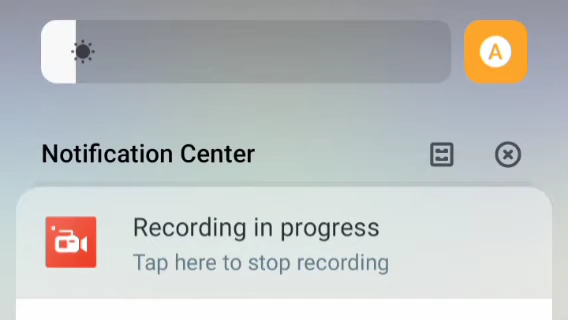 A
Notification Center
Recording in progress
Tap here to stop recording